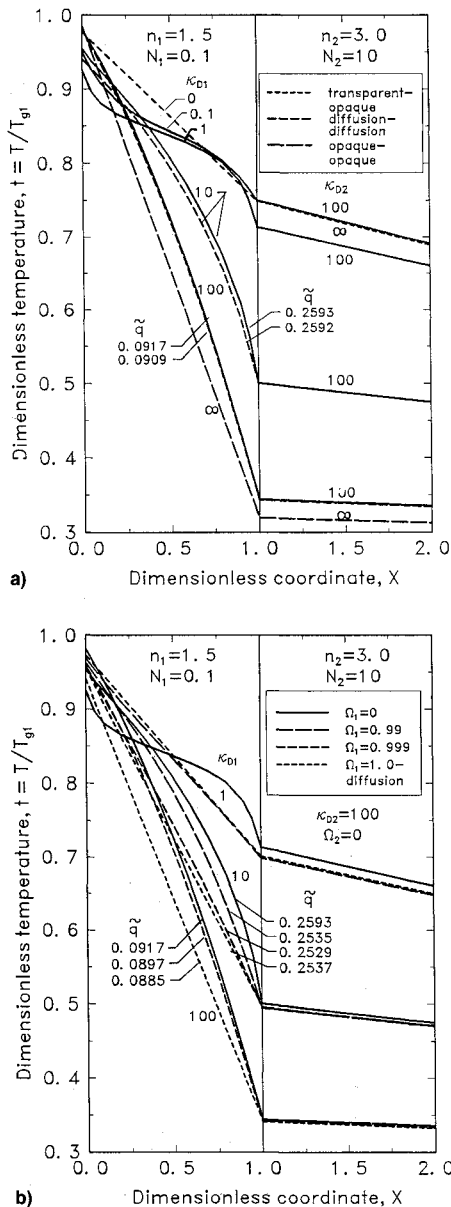 n₁=1.5
N₁=0.1
n₂=3.0
N₂=10
κD1
0
0.1
1
transparent-
opaque
diffusion-
diffusion
opaque-
opaque
κD2
100
∞
100
10
q̃
0.2593
0.2592
100
100
q̃
0.0917
0.0909
∞
100
∞
1.0
0.9
0.8
0.7
0.6
0.5
0.4
0.3
Dimensionless temperature, t = T/Tg1
0.0
0.5
1.0
1.5
2.0
Dimensionless coordinate, X
a)
n₁=1.5
N₁=0.1
n₂=3.0
N₂=10
Ω₁=0
Ω₁=0.99
Ω₁=0.999
Ω₁=1.0-
diffusion
κD1
1
κD2=100
Ω₂=0
10
q̃
0.2593
0.2535
0.2529
0.2537
q̃
0.0917
0.0897
0.0885
100
1.0
0.9
0.8
0.7
0.6
0.5
0.4
0.3
Dimensionless temperature, t = T/Tg1
0.0
0.5
1.0
1.5
2.0
Dimensionless coordinate, X
b)